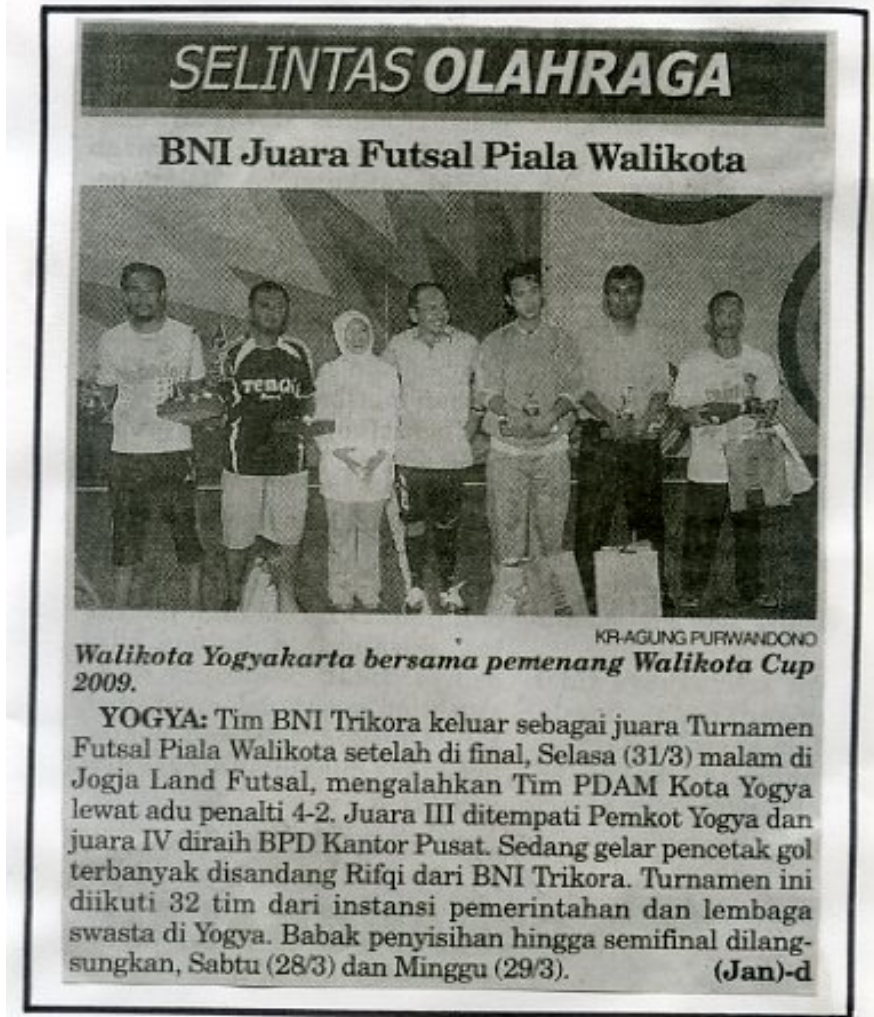 SELINTAS OLAHRAGA
BNI Juara Futsal Piala Walikota
KR-AGUNG PURWANDONO
Walikota Yogyakarta bersama pemenang Walikota Cup
2009.
YOGYA: Tim BNI Trikora keluar sebagai juara Turnamen
Futsal Piala Walikota setelah di final, Selasa (31/3) malam di
Jogja Land Futsal, mengalahkan Tim PDAM Kota Yogya
lewat adu penalti 4-2. Juara III ditempati Pemkot Yogya dan
juara IV diraih BPD Kantor Pusat. Sedang gelar pencetak gol
terbanyak disandang Rifqi dari BNI Trikora. Turnamen ini
diikuti 32 tim dari instansi pemerintahan dan lembaga
swasta di Yogya. Babak penyisihan hingga semifinal dilang-
sungkan, Sabtu (28/3) dan Minggu (29/3). (Jan)-d